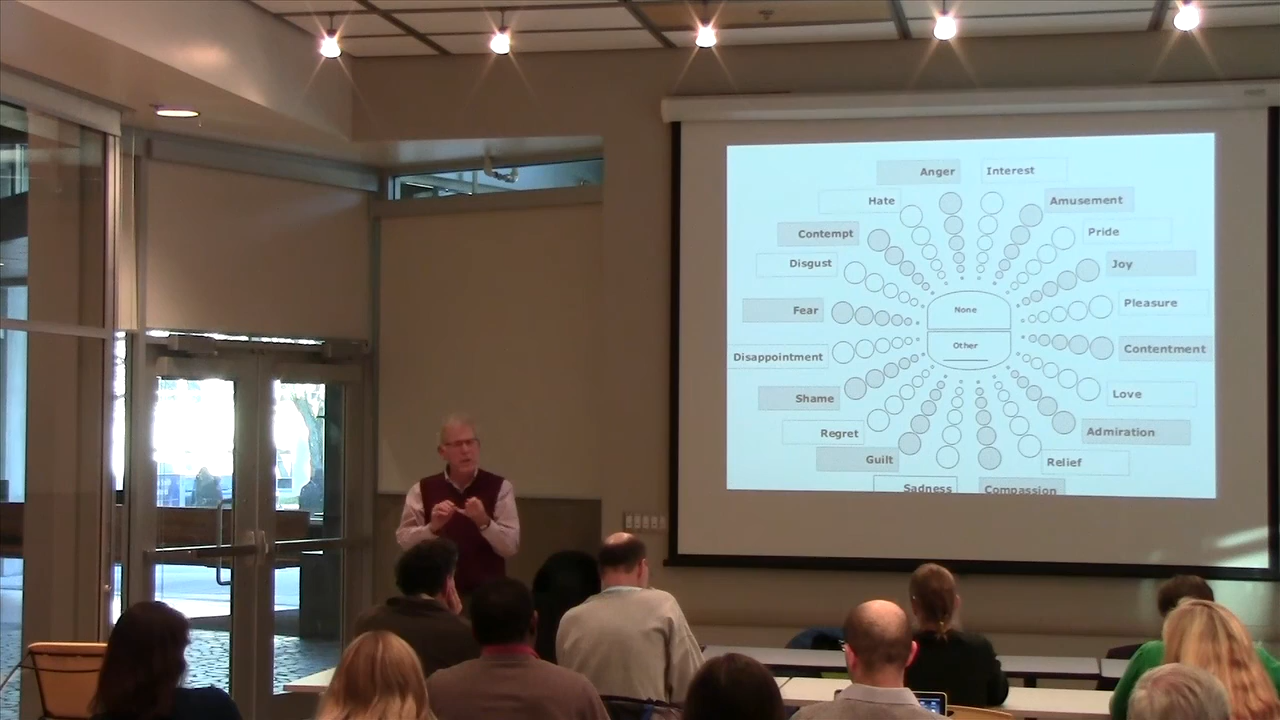 Anger Interest
Hate Amusement
Contempt Pride
Disgust Joy
Fear Pleasure
None
Disappointment Contentment
Other
Shame Love
Regret Admiration
Guilt Relief
Sadness Compassion